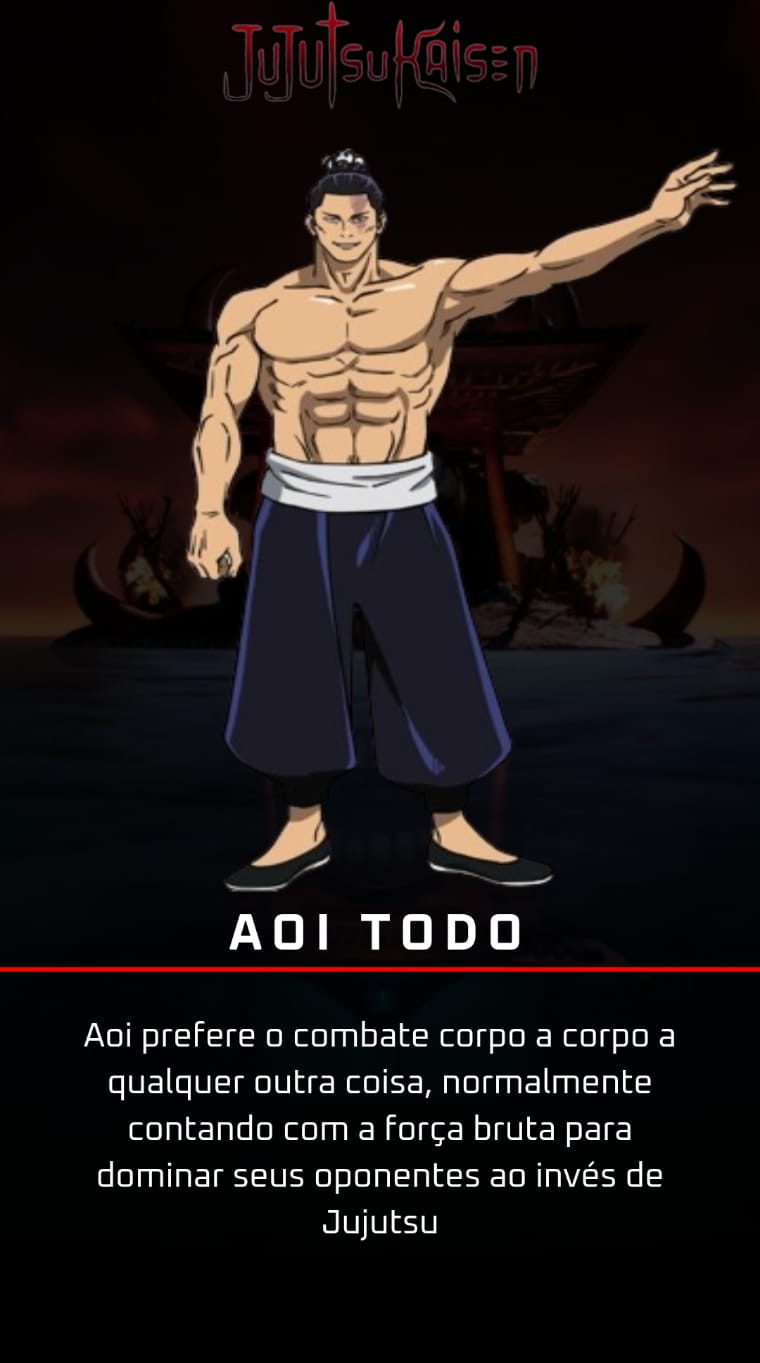 JUJUTSU KAISEN
AOI TODO
Aoi prefere o combate corpo a corpo a
qualquer outra coisa, normalmente
contando com a força bruta para
dominar seus oponentes ao invés de
Jujutsu